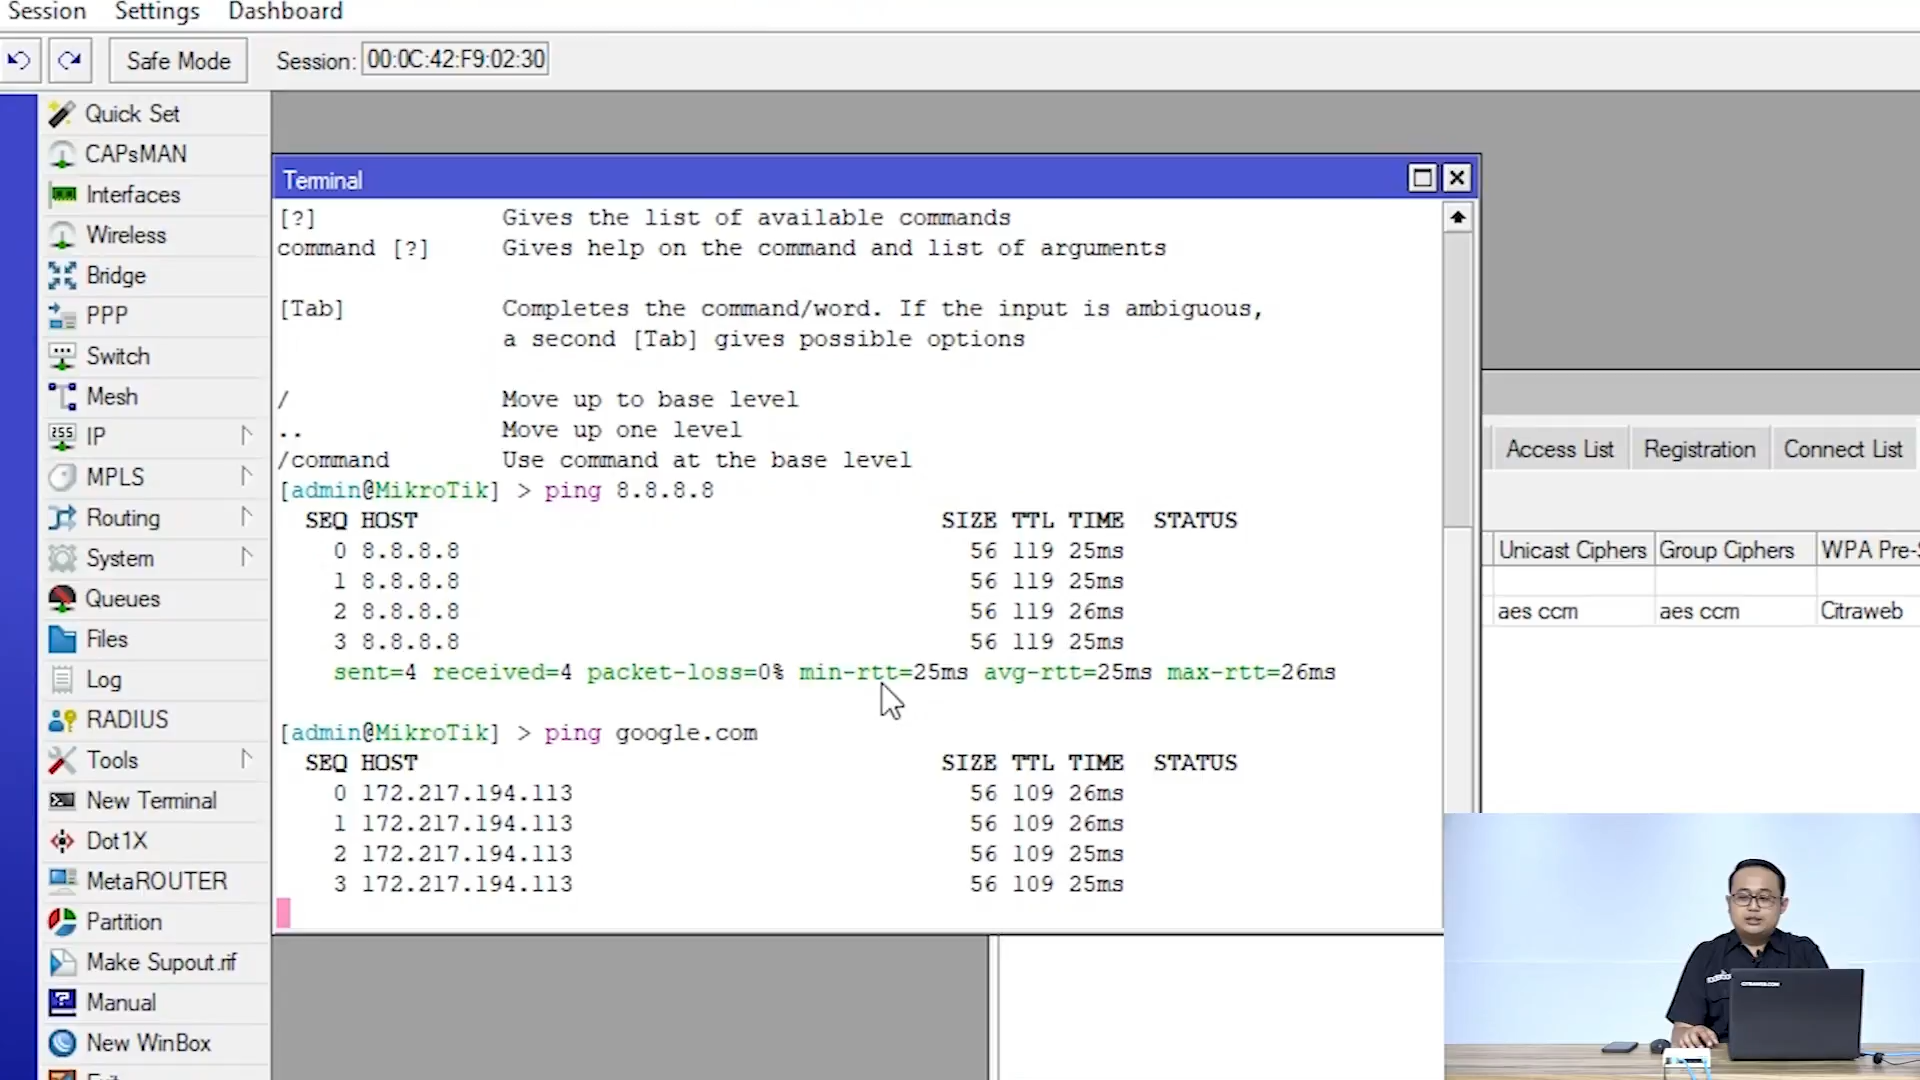 Session Settings Dashboard
Safe Mode Session: 00:0C:42:F9:02:30
Quick Set
CAPsMAN
Interfaces
Wireless
Bridge
PPP
Switch
Mesh
255 IP
MPLS
Routing
System
Queues
Files
Log
RADIUS
Tools
New Terminal
Dot1X
MetaROUTER
Partition
Make Supout.rif
Manual
New WinBox
Terminal
[?] Gives the list of available commands
command [?] Gives help on the command and list of arguments
[Tab] Completes the command/word. If the input is ambiguous,
a second [Tab] gives possible options
/ Move up to base level
.. Move up one level
/command Use command at the base level
[admin@MikroTik] > ping 8.8.8.8
SEQ HOST SIZE TTL TIME STATUS
0 8.8.8.8 56 119 25ms
1 8.8.8.8 56 119 25ms
2 8.8.8.8 56 119 26ms
3 8.8.8.8 56 119 25ms
sent=4 received=4 packet-loss=0% min-rtt=25ms avg-rtt=25ms max-rtt=26ms
[admin@MikroTik] > ping google.com
SEQ HOST SIZE TTL TIME STATUS
0 172.217.194.113 56 109 26ms
1 172.217.194.113 56 109 26ms
2 172.217.194.113 56 109 25ms
3 172.217.194.113 56 109 25ms
Access List Registration Connect List
Unicast Ciphers Group Ciphers WPA Pre-S
aes ccm aes ccm Citraweb
CITRAWEB.COM